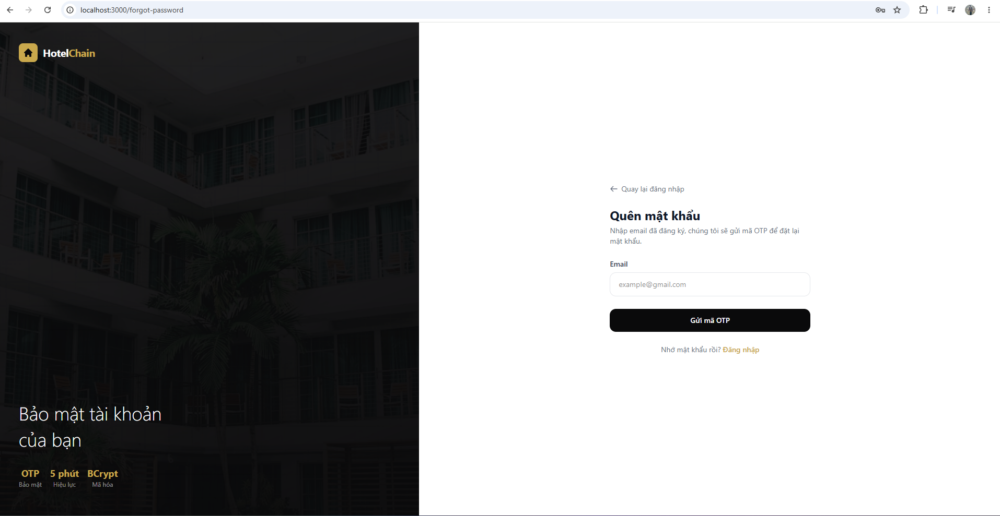 localhost:3000/forgot-password
HotelChain
Bảo mật tài khoản
của bạn
OTP 5 phút BCrypt
Bảo mật Hiệu lực Mã hóa
Quay lại đăng nhập
Quên mật khẩu
Nhập email đã đăng ký, chúng tôi sẽ gửi mã OTP để đặt lại
mật khẩu.
Email
example@gmail.com
Gửi mã OTP
Nhớ mật khẩu rồi? Đăng nhập